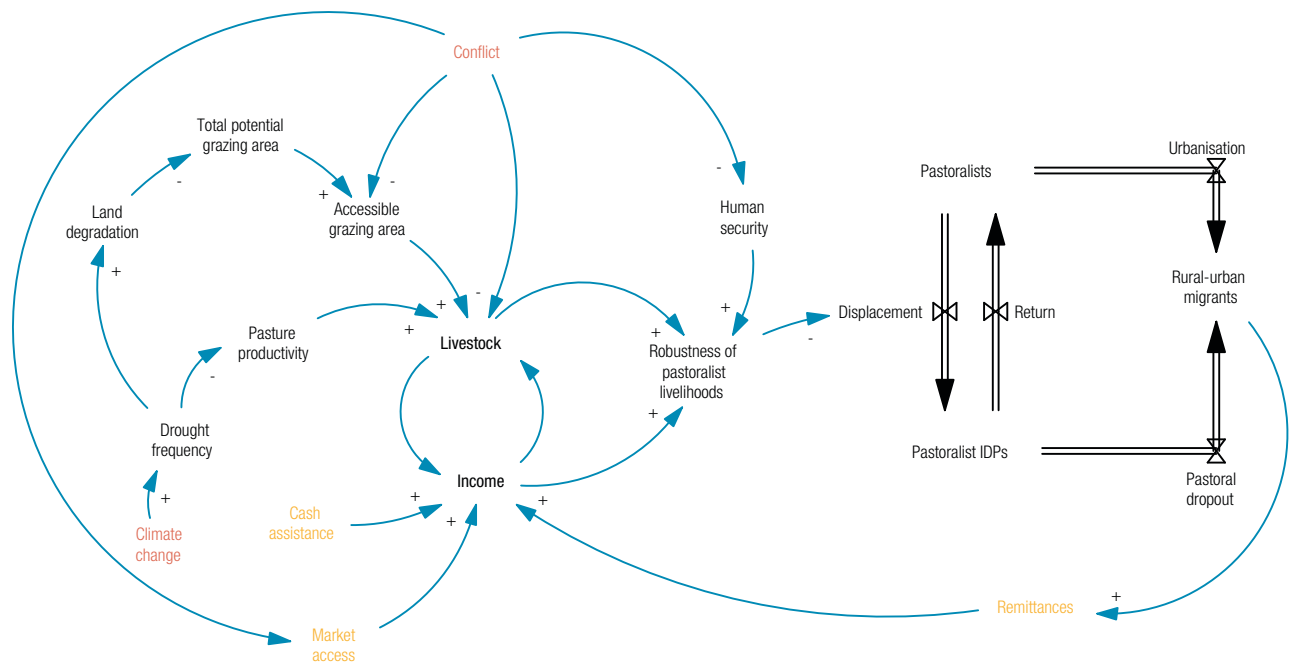 Conflict
Total potential
grazing area
-
+
-
Accessible
grazing area
Land
degradation
+
-
Human
security
Pastoralists
Urbanisation
Rural-urban
migrants
-
+
+
Pasture
productivity
-
Livestock
+
+
Robustness of
pastoralist
livelihoods
-
Displacement
Return
+
Drought
frequency
+
Climate
change
Income
Cash
assistance
+
+
+
Pastoralist IDPs
Pastoral
dropout
Market
access
Remittances
+